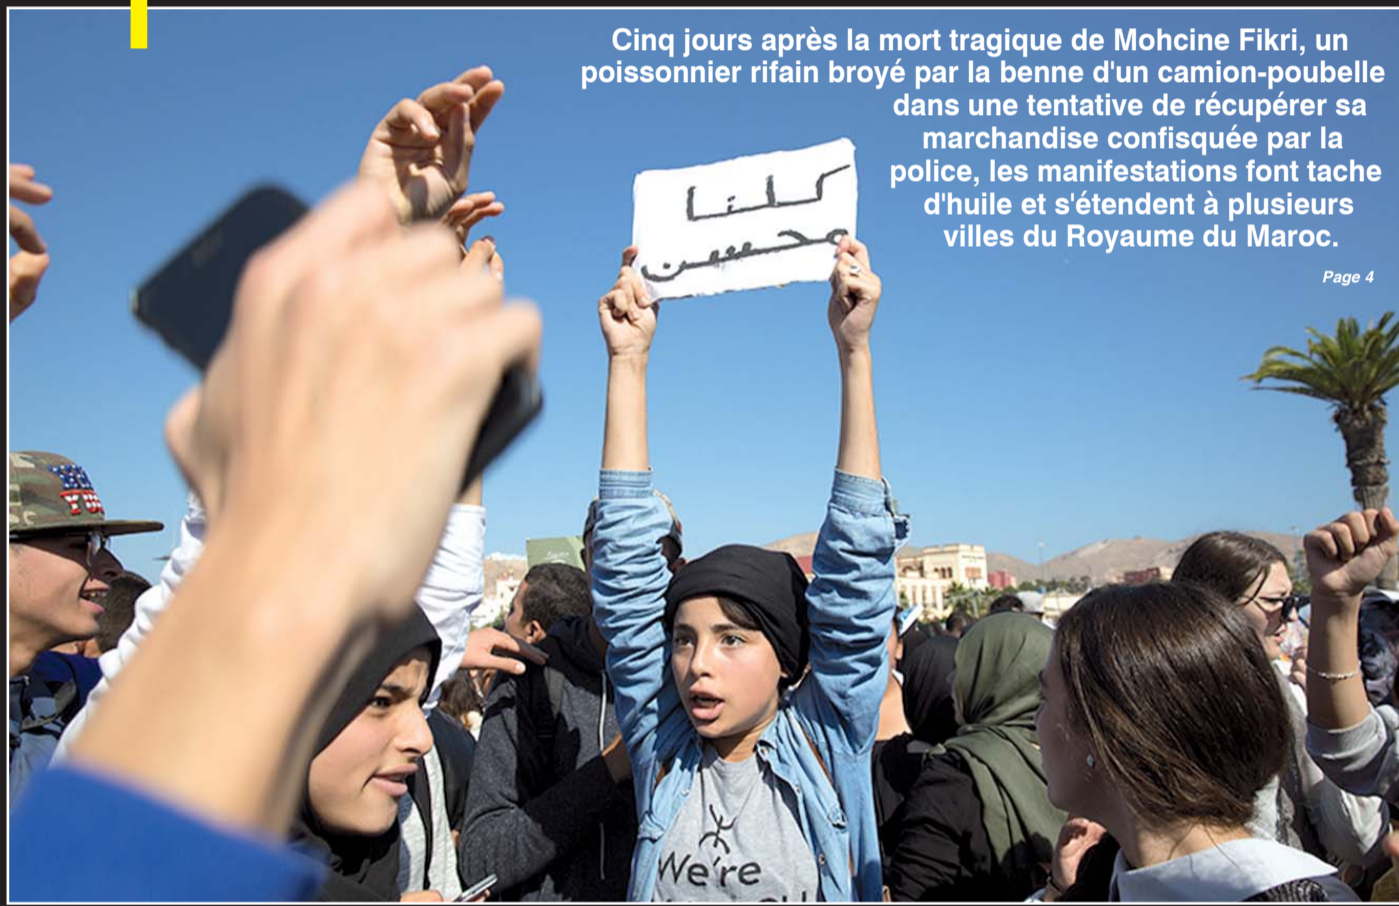 Cinq jours après la mort tragique de Mohcine Fikri, un
poissonnier rifain broyé par la benne d'un camion-poubelle
dans une tentative de récupérer sa
marchandise confisquée par la
police, les manifestations font tache
d'huile et s'étendent à plusieurs
villes du Royaume du Maroc.
Page 4
كلنا
محسن
We're